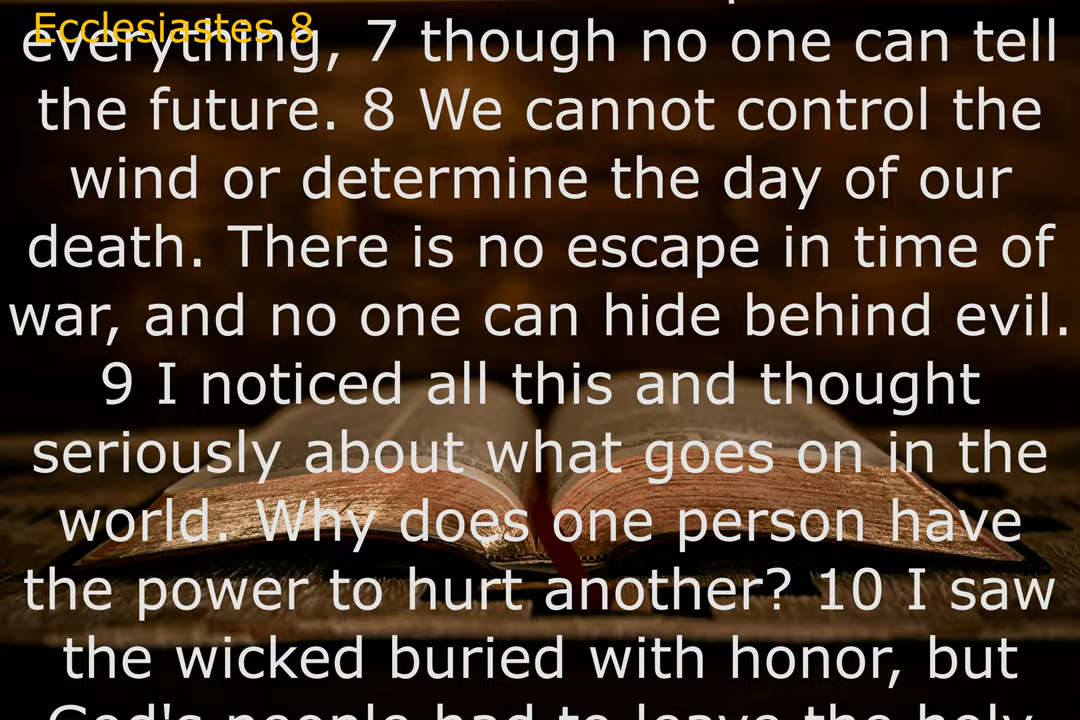 Ecclesiastes 8
everything, 7 though no one can tell
the future. 8 We cannot control the
wind or determine the day of our
death. There is no escape in time of
war, and no one can hide behind evil.
9 I noticed all this and thought
seriously about what goes on in the
world. Why does one person have
the power to hurt another? 10 I saw
the wicked buried with honor, but
God's people had to leave the holy